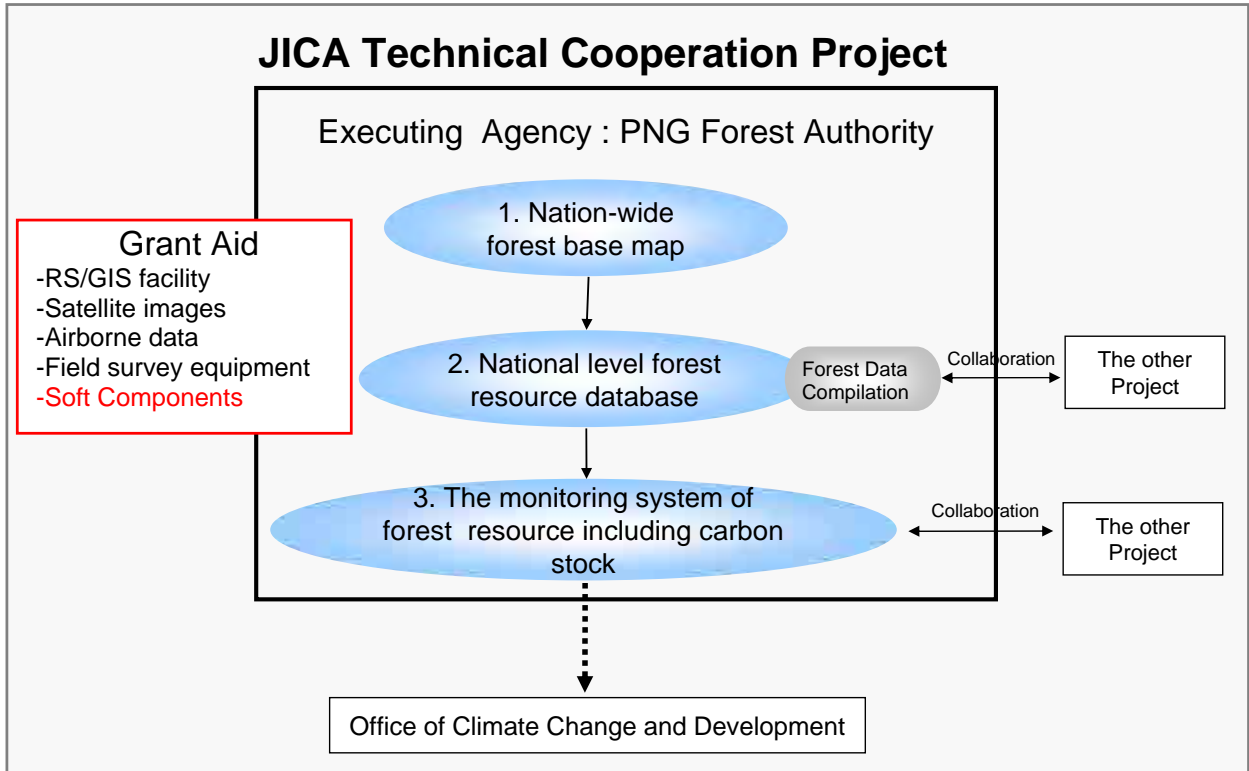 JICA Technical Cooperation Project
Executing Agency : PNG Forest Authority
1. Nation-wide
forest base map
Grant Aid
-RS/GIS facility
-Satellite images
-Airborne data
-Field survey equipment
-Soft Components
2. National level forest
resource database
Forest Data
Compilation
Collaboration
The other
Project
3. The monitoring system of
forest resource including carbon
stock
Collaboration
The other
Project
Office of Climate Change and Development